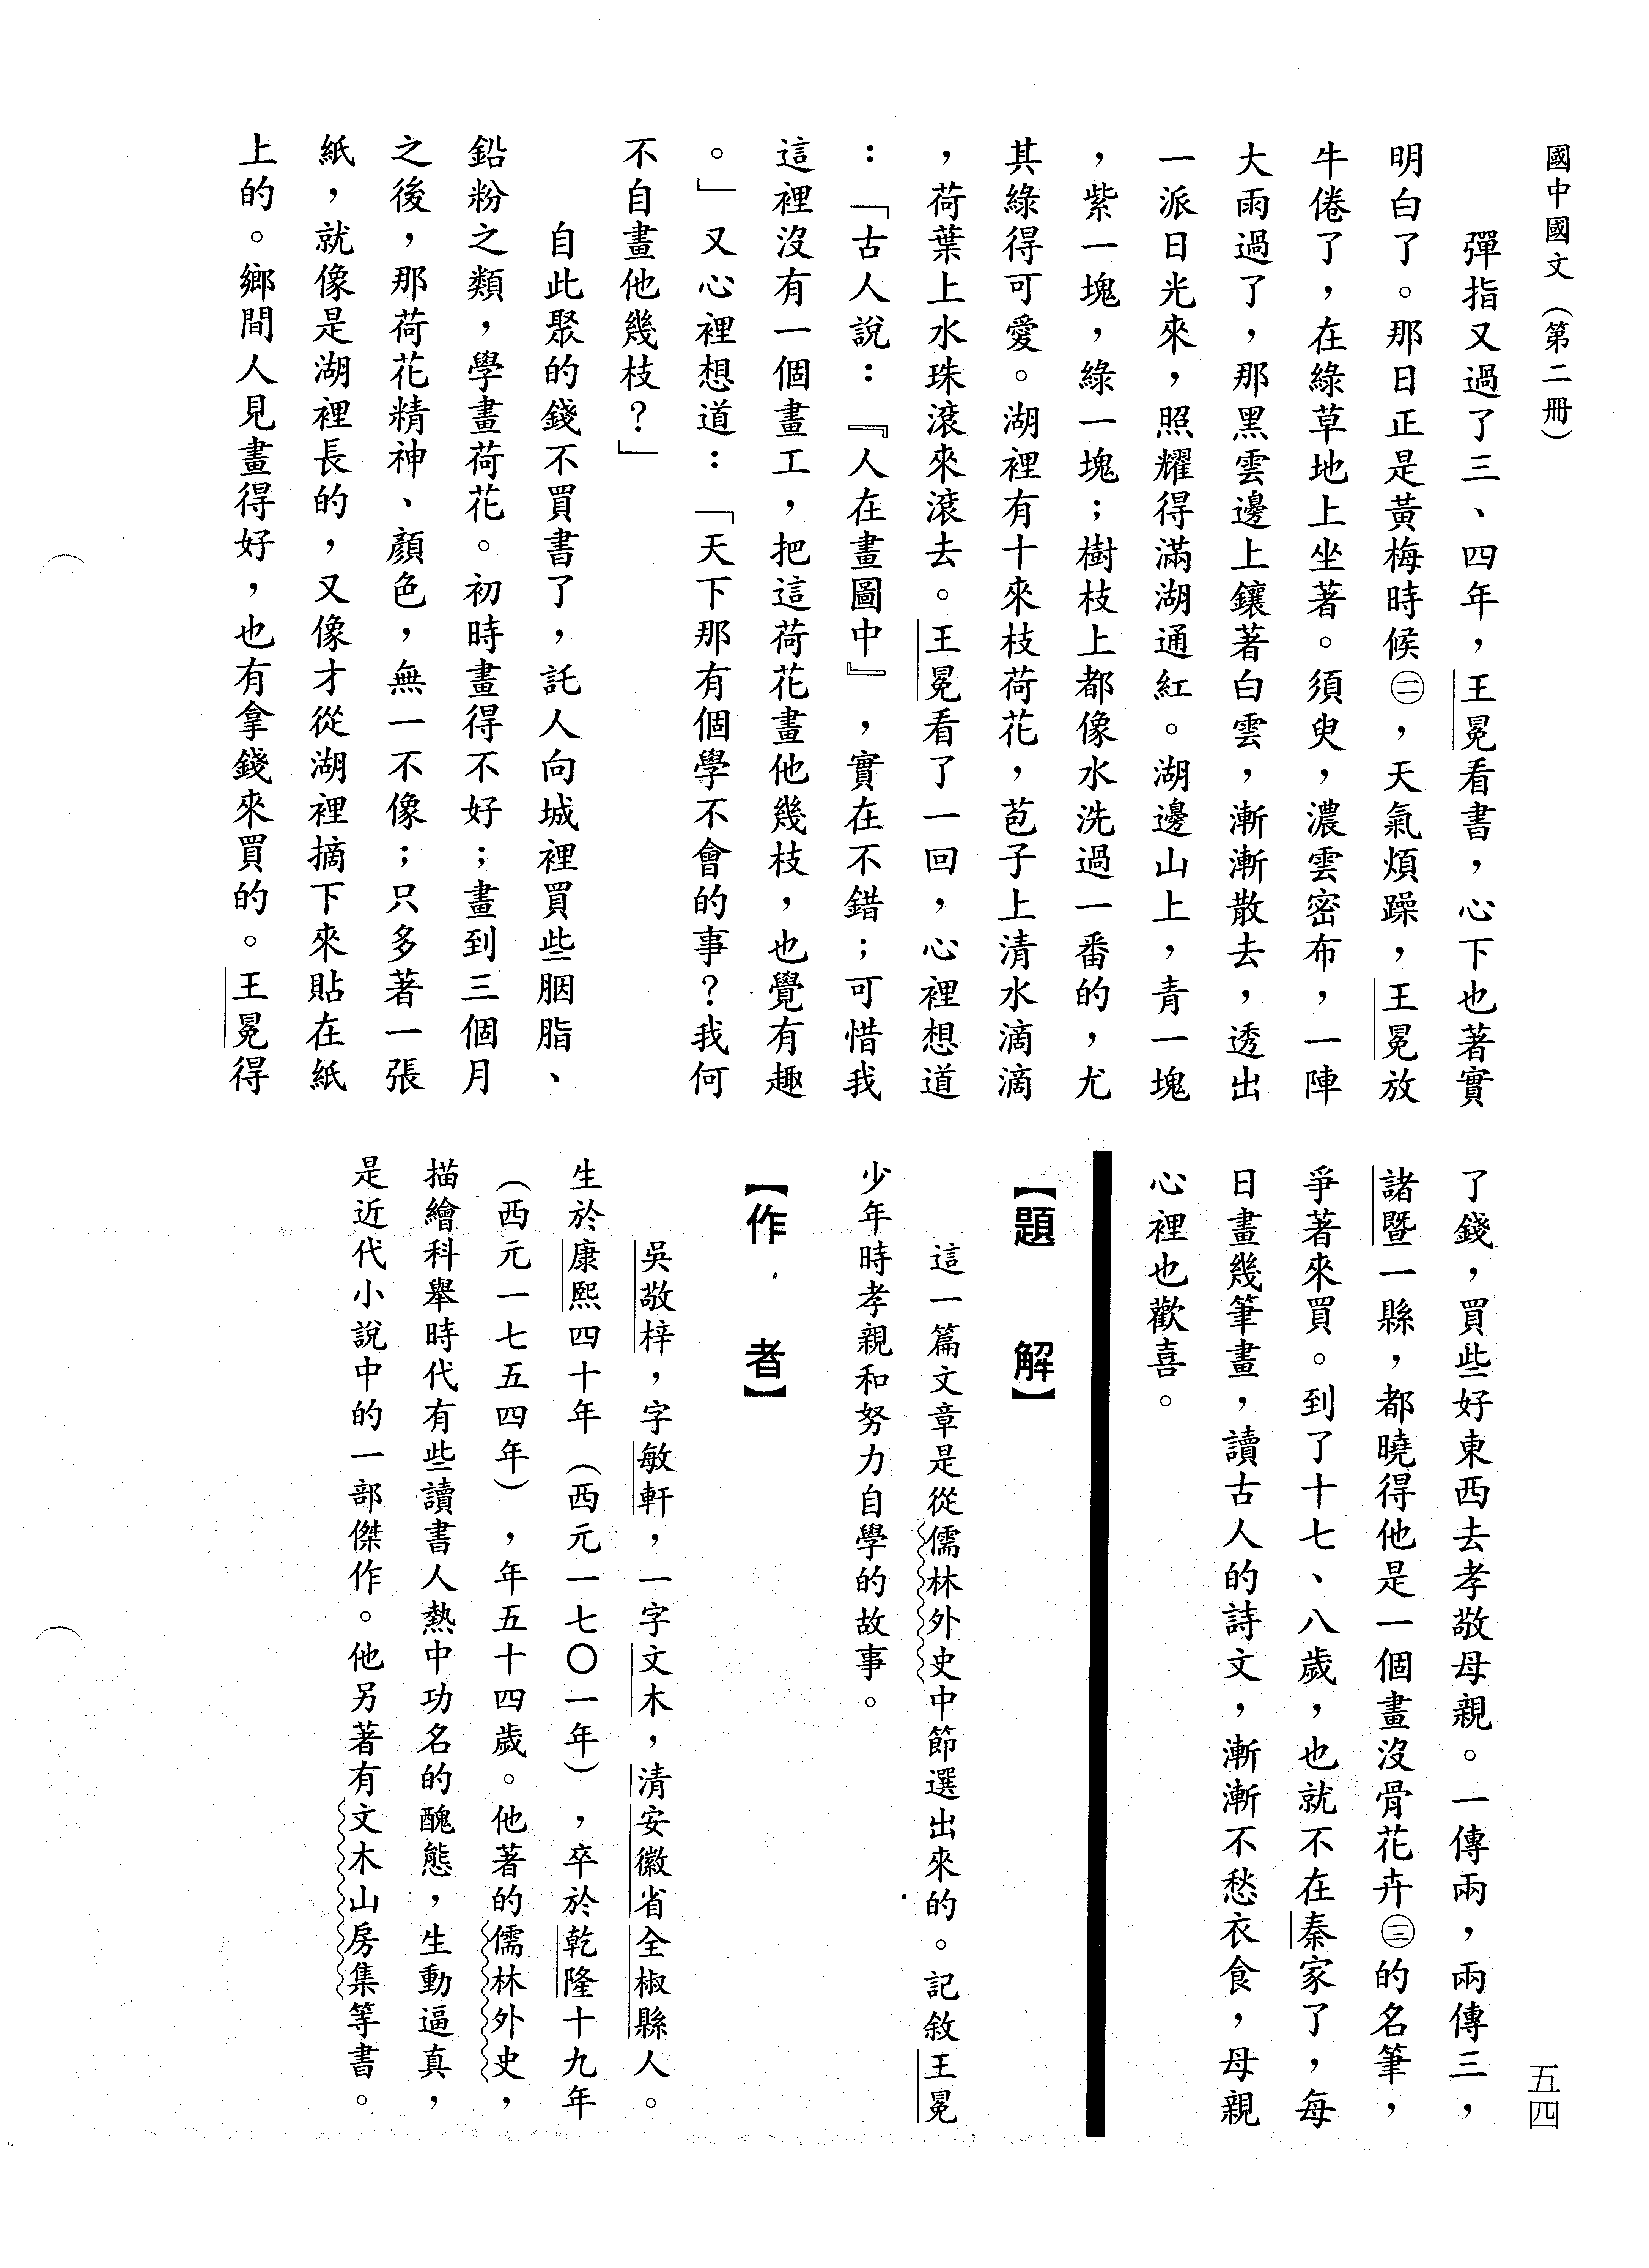 國中國文（第二冊）
彈指又過了三、四年，王冕看書，心下也著實
明白了。那日正是黃梅時候㊁，天氣煩躁，王冕放
牛倦了，在綠草地上坐著。須臾，濃雲密布，一陣
大雨過了，那黑雲邊上鑲著白雲，漸漸散去，透出
一派日光來，照耀得滿湖通紅。湖邊山上，青一塊
，紫一塊，綠一塊；樹枝上都像水洗過一番的，尤
其綠得可愛。湖裡有十來枝荷花，苞子上清水滴滴
，荷葉上水珠滾來滾去。王冕看了一回，心裡想道
：「古人說：『人在畫圖中』，實在不錯；可惜我
這裡沒有一個畫工，把這荷花畫他幾枝，也覺有趣
。」又心裡想道：「天下那有個學不會的事？我何
不自畫他幾枝？」
自此聚的錢不買書了，託人向城裡買些胭脂、
鉛粉之類，學畫荷花。初時畫得不好；畫到三個月
之後，那荷花精神、顏色，無一不像；只多著一張
紙，就像是湖裡長的，又像才從湖裡摘下來貼在紙
上的。鄉間人見畫得好，也有拿錢來買的。王冕得
了錢，買些好東西去孝敬母親。一傳兩，兩傳三，
諸暨一縣，都曉得他是一個畫沒骨花卉㊂的名筆，
爭著來買。到了十七、八歲，也就不在秦家了，每
日畫幾筆畫，讀古人的詩文，漸漸不愁衣食，母親
心裡也歡喜。
【題　解】
這一篇文章是從儒林外史中節選出來的。記敘王冕
少年時孝親和努力自學的故事。
【作　者】
吳敬梓，字敏軒，一字文木，清安徽省全椒縣人。
生於康熙四十年（西元一七〇一年），卒於乾隆十九年
（西元一七五四年），年五十四歲。他著的儒林外史，
描繪科舉時代有些讀書人熱中功名的醜態，生動逼真，
是近代小說中的一部傑作。他另著有文木山房集等書。
五四